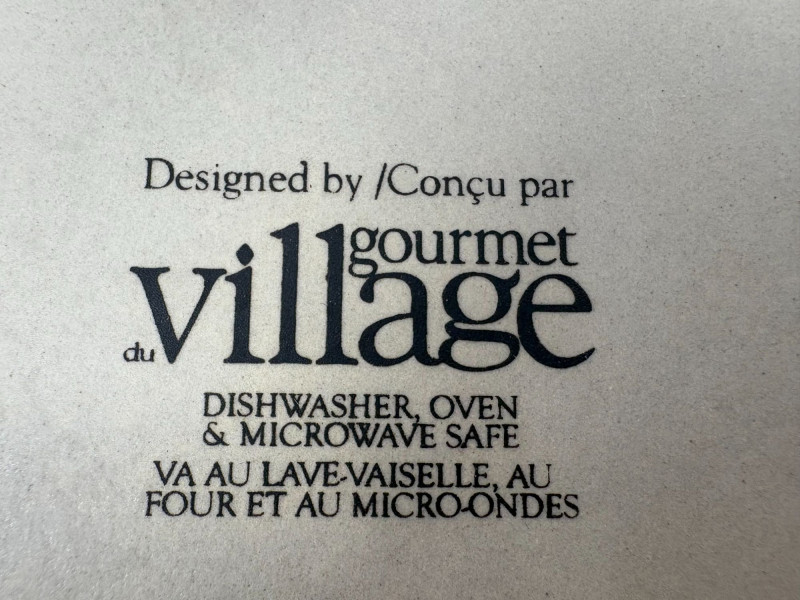 Designed by /Conçu par
gourmet
du village
DISHWASHER, OVEN
& MICROWAVE SAFE
VA AU LAVE-VAISELLE, AU
FOUR ET AU MICRO-ONDES